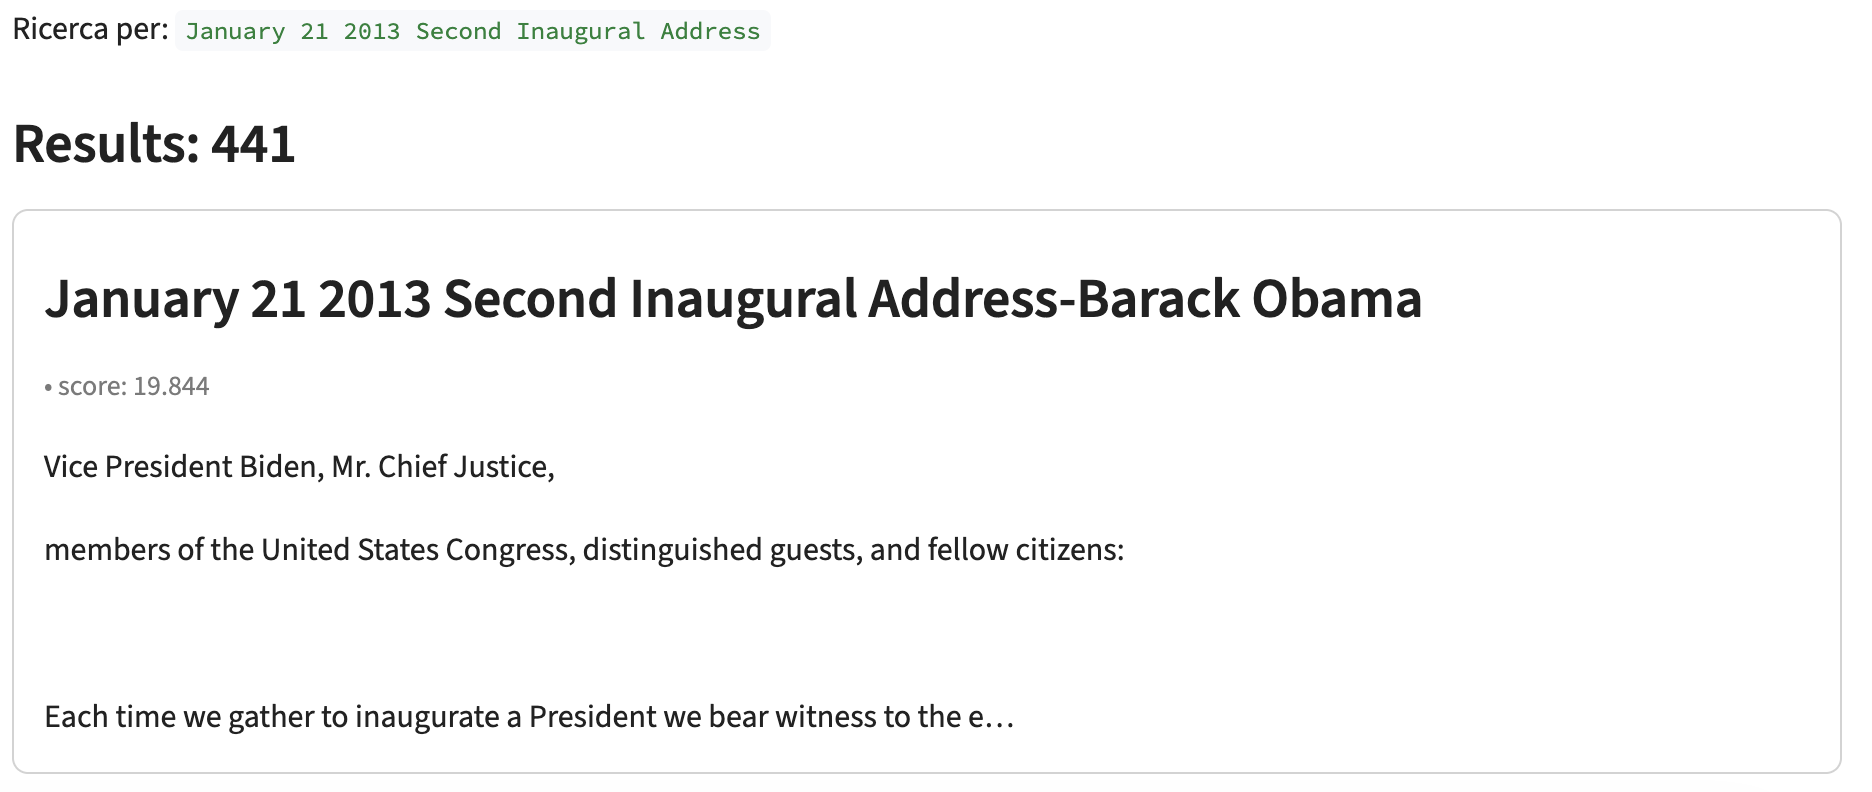 Ricerca per: January 21 2013 Second Inaugural Address
Results: 441
January 21 2013 Second Inaugural Address-Barack Obama
• score: 19.844
Vice President Biden, Mr. Chief Justice,
members of the United States Congress, distinguished guests, and fellow citizens:
Each time we gather to inaugurate a President we bear witness to the e…